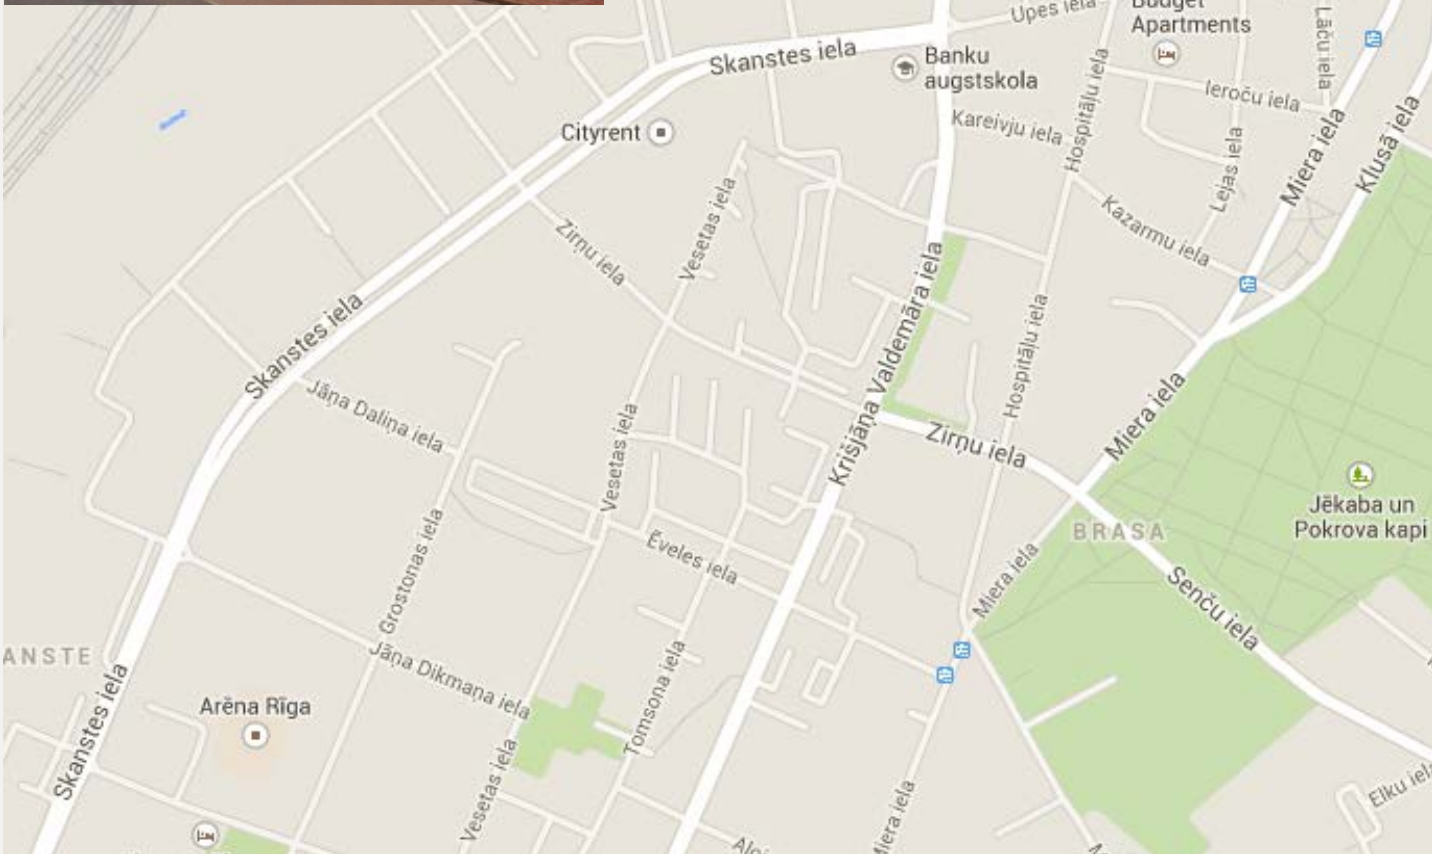 Upes iela
Budget
Apartments
Lāču iela
Skanstes iela
Banku
augstskola
Ieroču iela
Hospitāļu iela
Kareivju iela
Cityrent
Miera iela
Klusā iela
Lejas iela
Vesetas iela
Kazarmu iela
Zirņu iela
Krišjāņa Valdemāra iela
Skanstes iela
Hospitāļu iela
Jāņa Daliņa iela
Miera iela
Vesetas iela
Zirņu iela
Jēkaba un
Pokrova kapi
BRASA
Grostonas iela
Ēveles iela
Miera iela
Senču iela
ANSTE
Jāņa Dikmaņa iela
Tomsona iela
Arēna Rīga
Skanstes iela
Vesetas iela
Miera iela
Elku iela